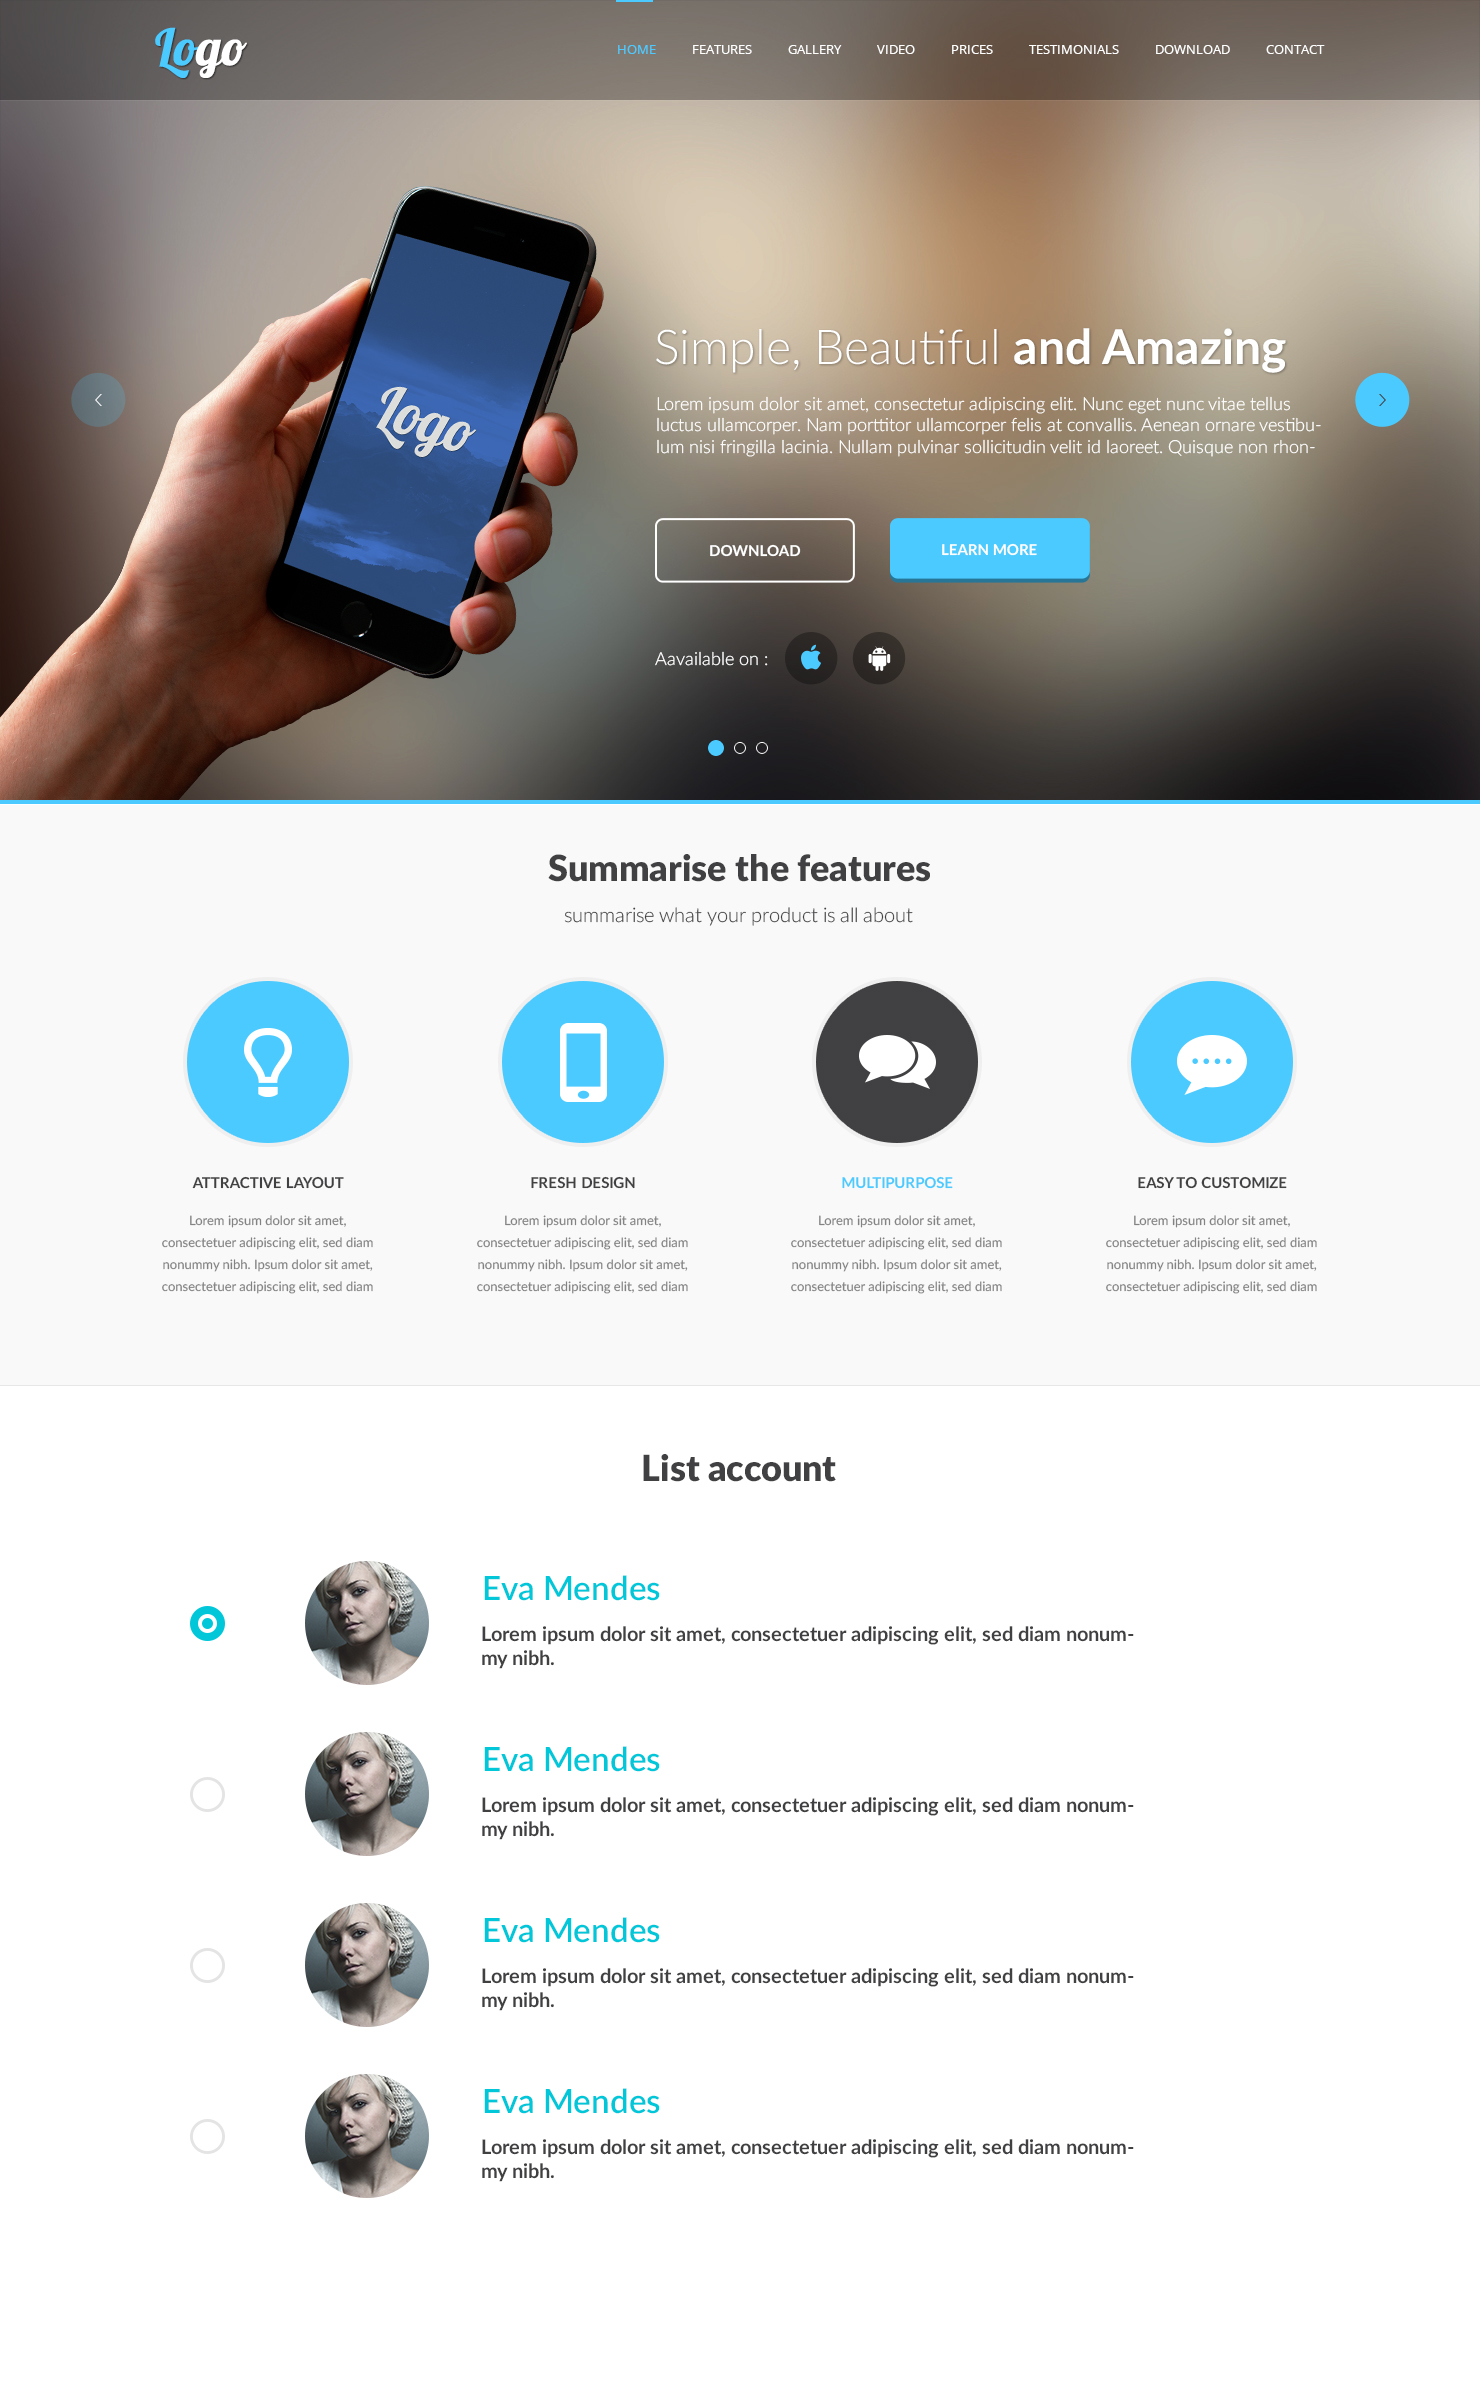 Logo
HOME FEATURES GALLERY VIDEO PRICES TESTIMONIALS DOWNLOAD CONTACT
Logo
Simple, Beautiful and Amazing
Lorem ipsum dolor sit amet, consectetur adipiscing elit. Nunc eget nunc vitae tellus
luctus ullamcorper. Nam porttitor ullamcorper felis at convallis. Aenean ornare vestibu-
lum nisi fringilla lacinia. Nullam pulvinar sollicitudin velit id laoreet. Quisque non rhon-
DOWNLOAD
LEARN MORE
Aavailable on :
Summarise the features
summarise what your product is all about
ATTRACTIVE LAYOUT
Lorem ipsum dolor sit amet,
consectetuer adipiscing elit, sed diam
nonummy nibh. Ipsum dolor sit amet,
consectetuer adipiscing elit, sed diam
FRESH DESIGN
Lorem ipsum dolor sit amet,
consectetuer adipiscing elit, sed diam
nonummy nibh. Ipsum dolor sit amet,
consectetuer adipiscing elit, sed diam
MULTIPURPOSE
Lorem ipsum dolor sit amet,
consectetuer adipiscing elit, sed diam
nonummy nibh. Ipsum dolor sit amet,
consectetuer adipiscing elit, sed diam
EASY TO CUSTOMIZE
Lorem ipsum dolor sit amet,
consectetuer adipiscing elit, sed diam
nonummy nibh. Ipsum dolor sit amet,
consectetuer adipiscing elit, sed diam
List account
Eva Mendes
Lorem ipsum dolor sit amet, consectetuer adipiscing elit, sed diam nonum-
my nibh.
Eva Mendes
Lorem ipsum dolor sit amet, consectetuer adipiscing elit, sed diam nonum-
my nibh.
Eva Mendes
Lorem ipsum dolor sit amet, consectetuer adipiscing elit, sed diam nonum-
my nibh.
Eva Mendes
Lorem ipsum dolor sit amet, consectetuer adipiscing elit, sed diam nonum-
my nibh.